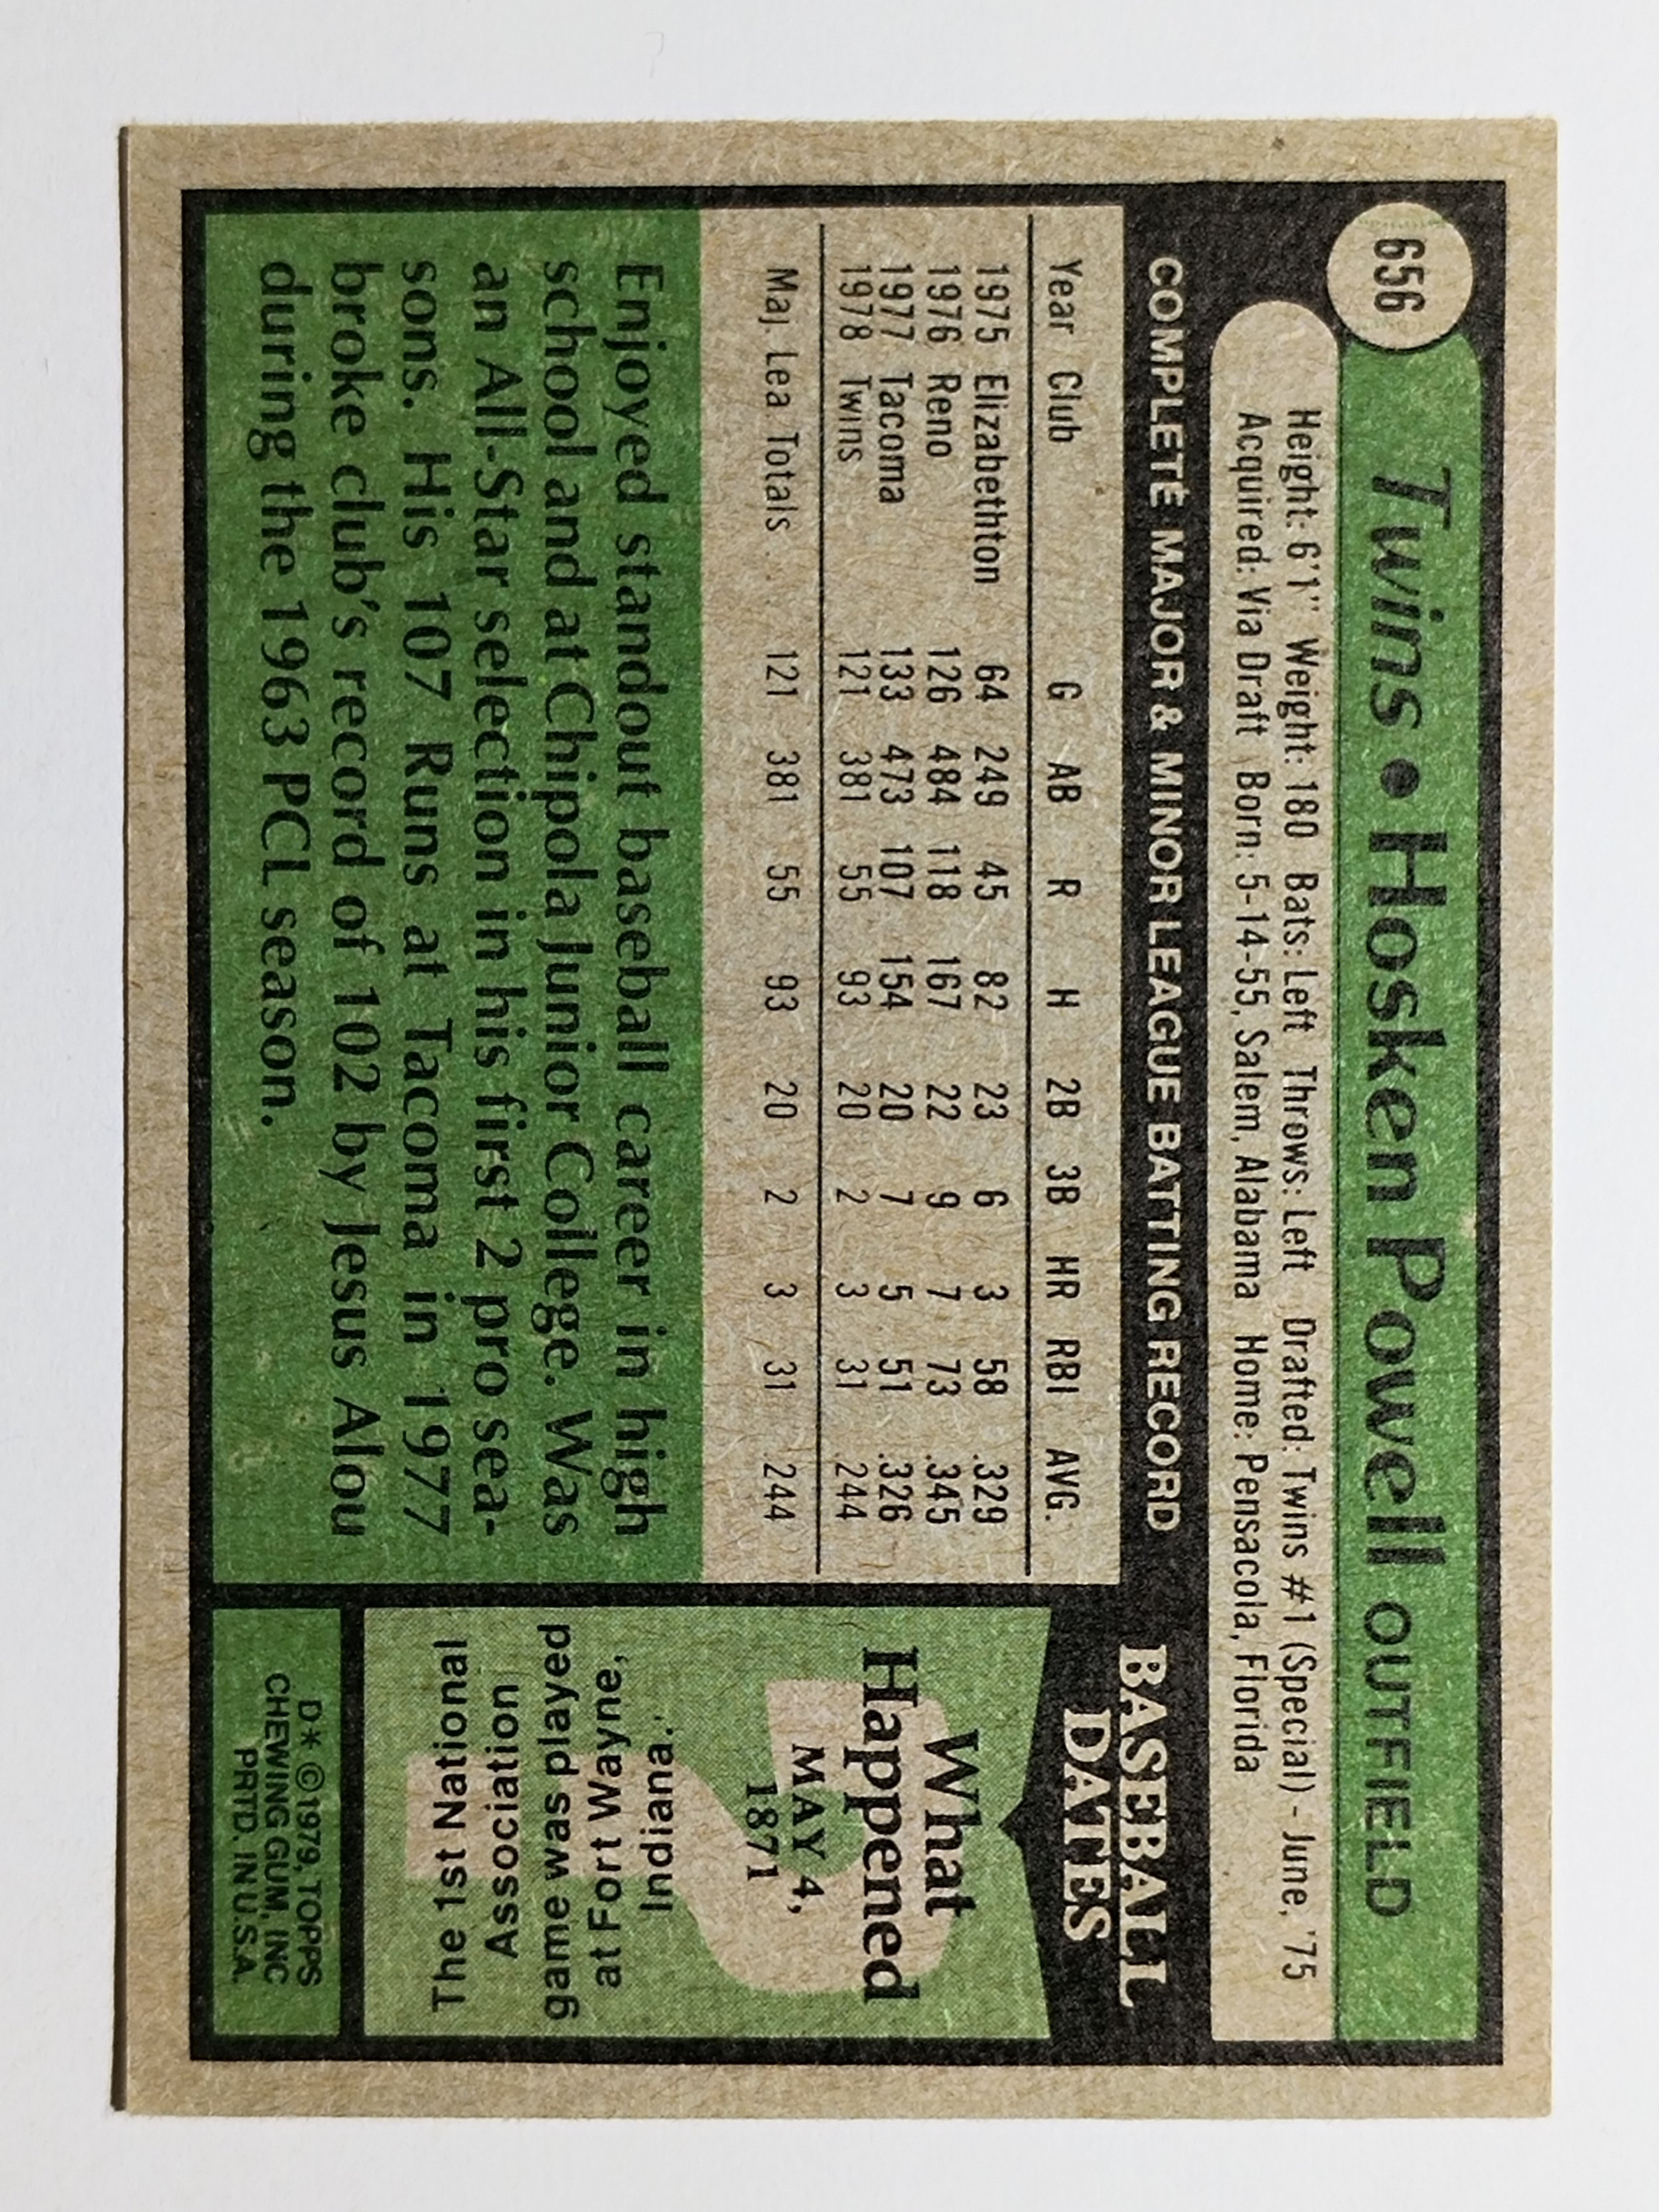 656
Twins • Hosken Powell OUTFIELD
Height: 6'1" Weight: 180 Bats: Left Throws: Left Drafted: Twins #1 (Special) - June, '75
Acquired: Via Draft Born: 5-14-55, Salem, Alabama Home: Pensacola, Florida
COMPLETE MAJOR & MINOR LEAGUE BATTING RECORD
Year Club G AB R H 2B 3B HR RBI AVG.
1975 Elizabethton 64 249 45 82 23 6 3 58 .329
1976 Reno 126 484 118 167 22 9 7 73 .345
1977 Tacoma 133 473 107 154 20 7 5 51 .326
1978 Twins 121 381 55 93 20 2 3 31 .244
Maj. Lea Totals 121 381 55 93 20 2 3 31 .244
Enjoyed standout baseball career in high
school and at Chipola Junior College. Was
an All-Star selection in his first 2 pro sea-
sons. His 107 Runs at Tacoma in 1977
broke club's record of 102 by Jesus Alou
during the 1963 PCL season.
BASEBALL
DATES
What
Happened
MAY 4,
1871
The 1st National
Association
game was played
at Fort Wayne,
Indiana.
D* ©1979, TOPPS
CHEWING GUM, INC
PRTD. IN U.S.A.